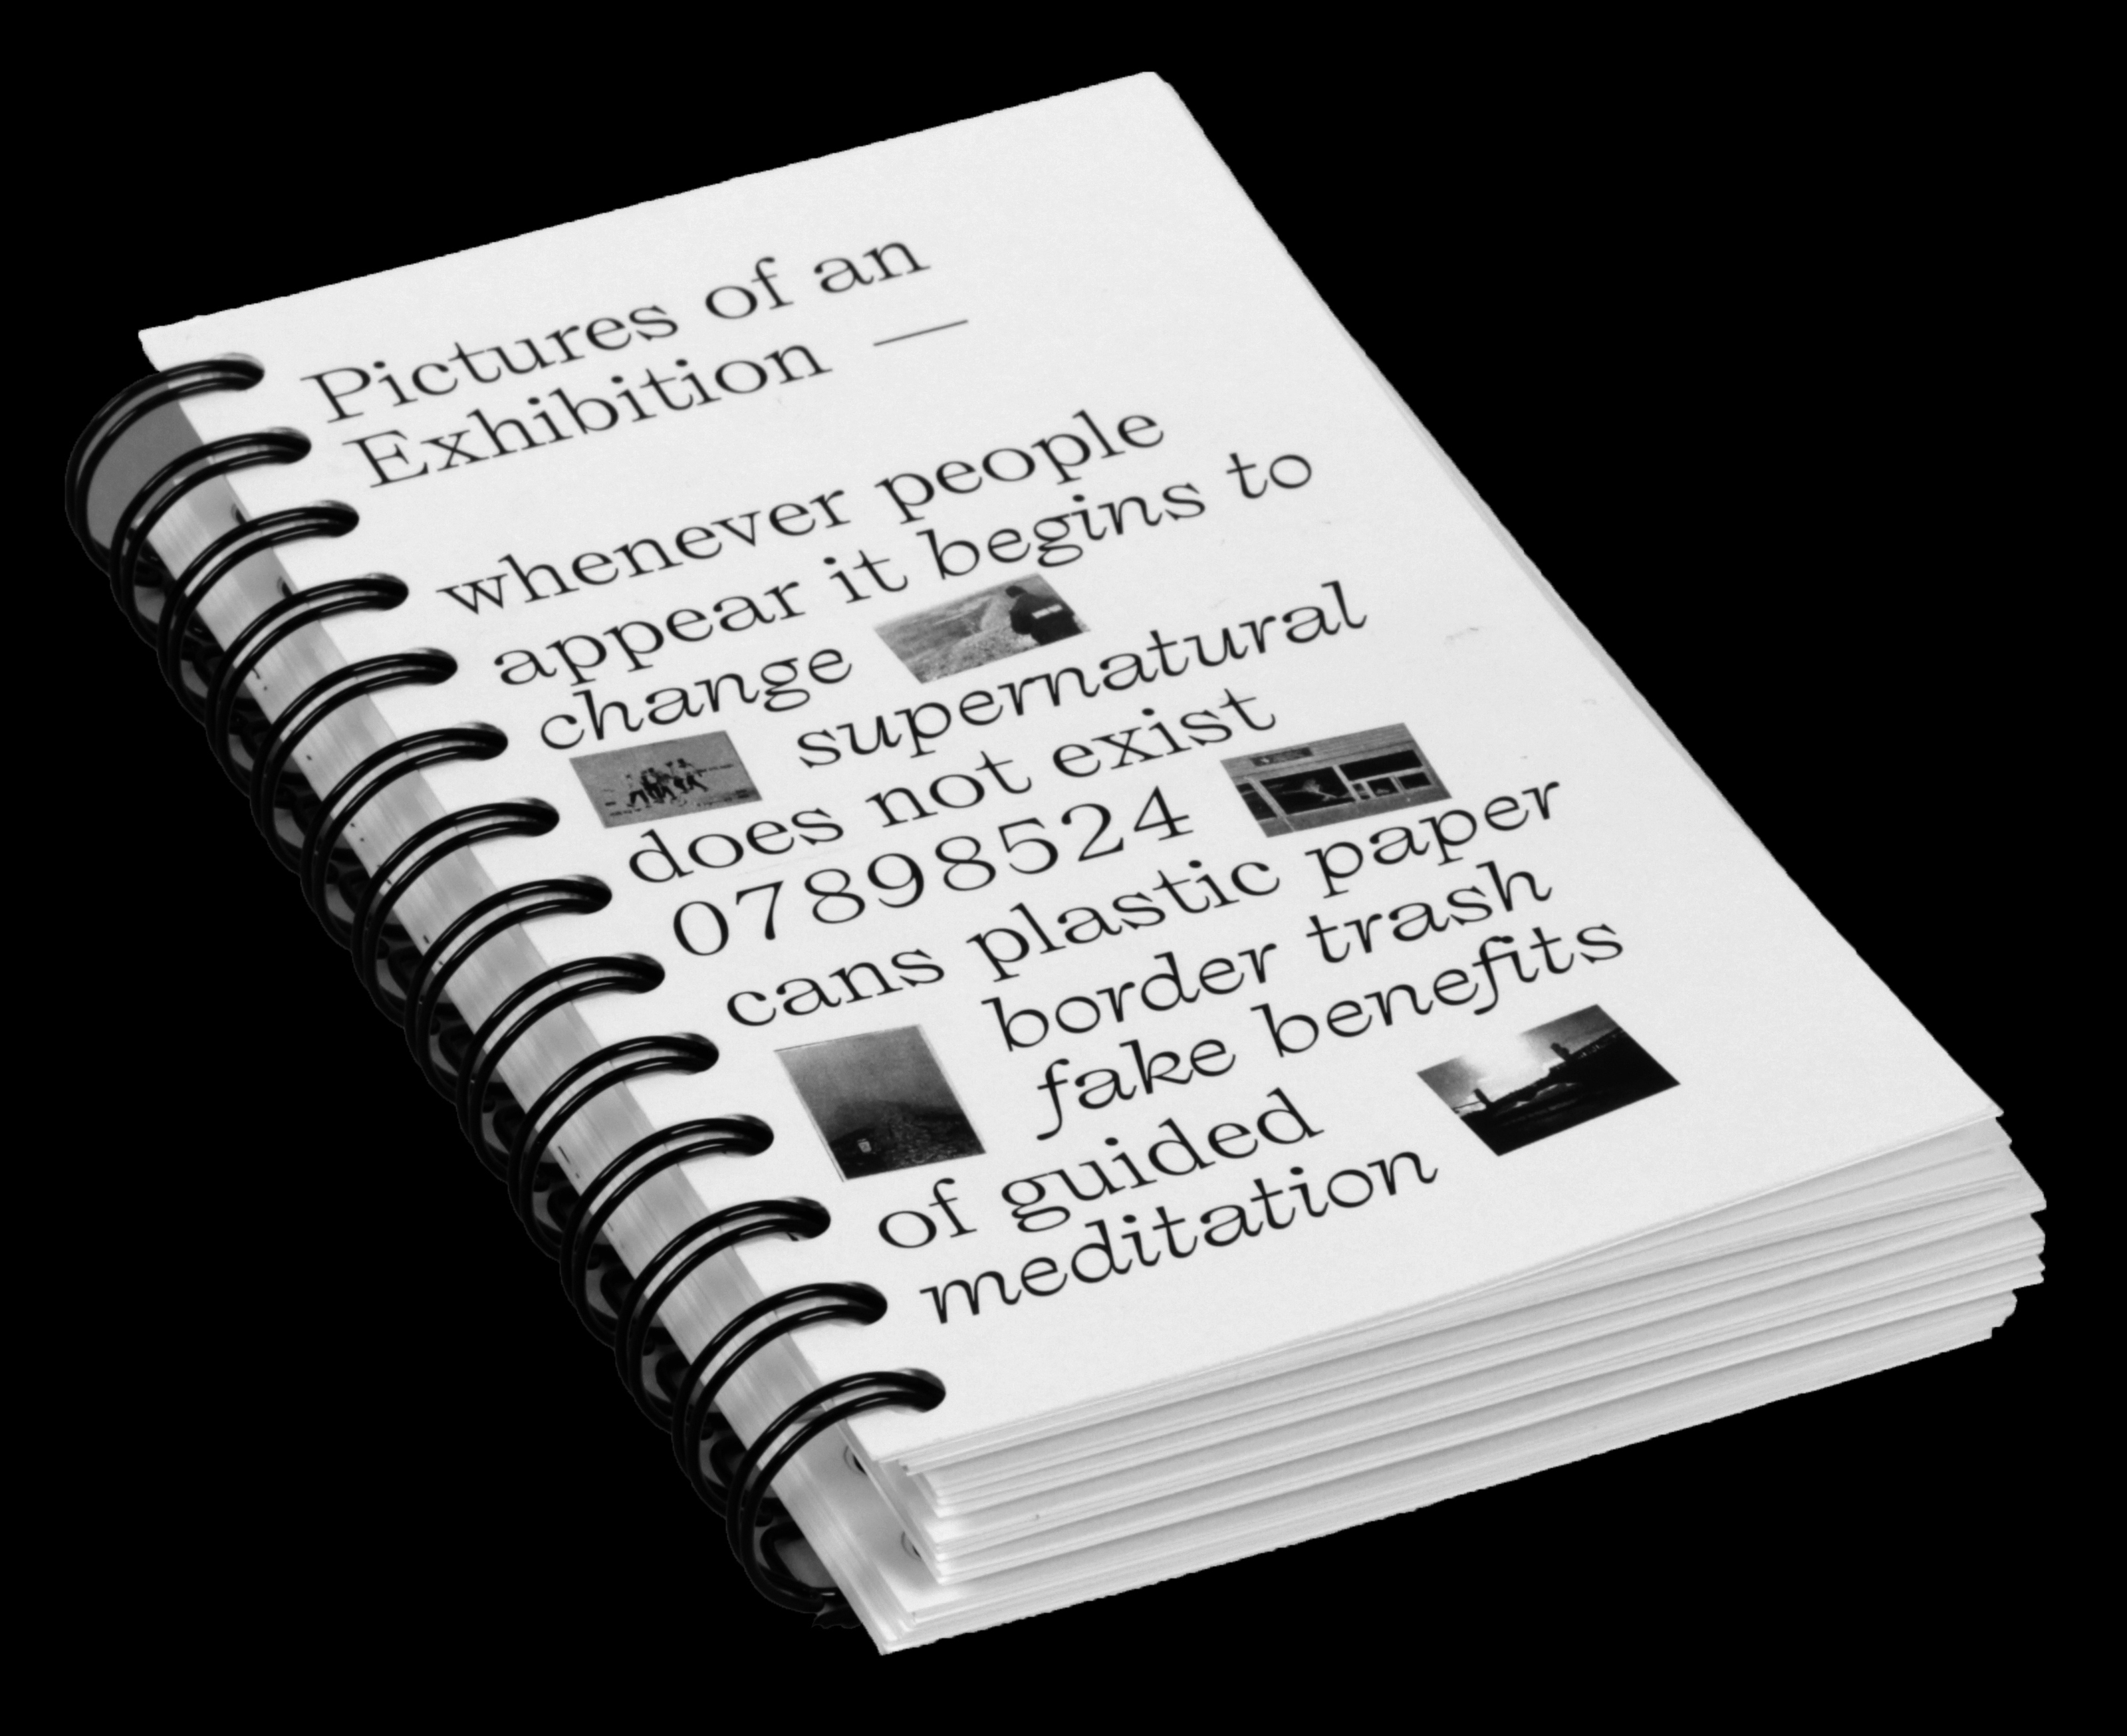 Pictures of an
Exhibition —
whenever people
appear it begins to
change
supernatural
does not exist
07898524
cans plastic paper
border trash
fake benefits
of guided
meditation